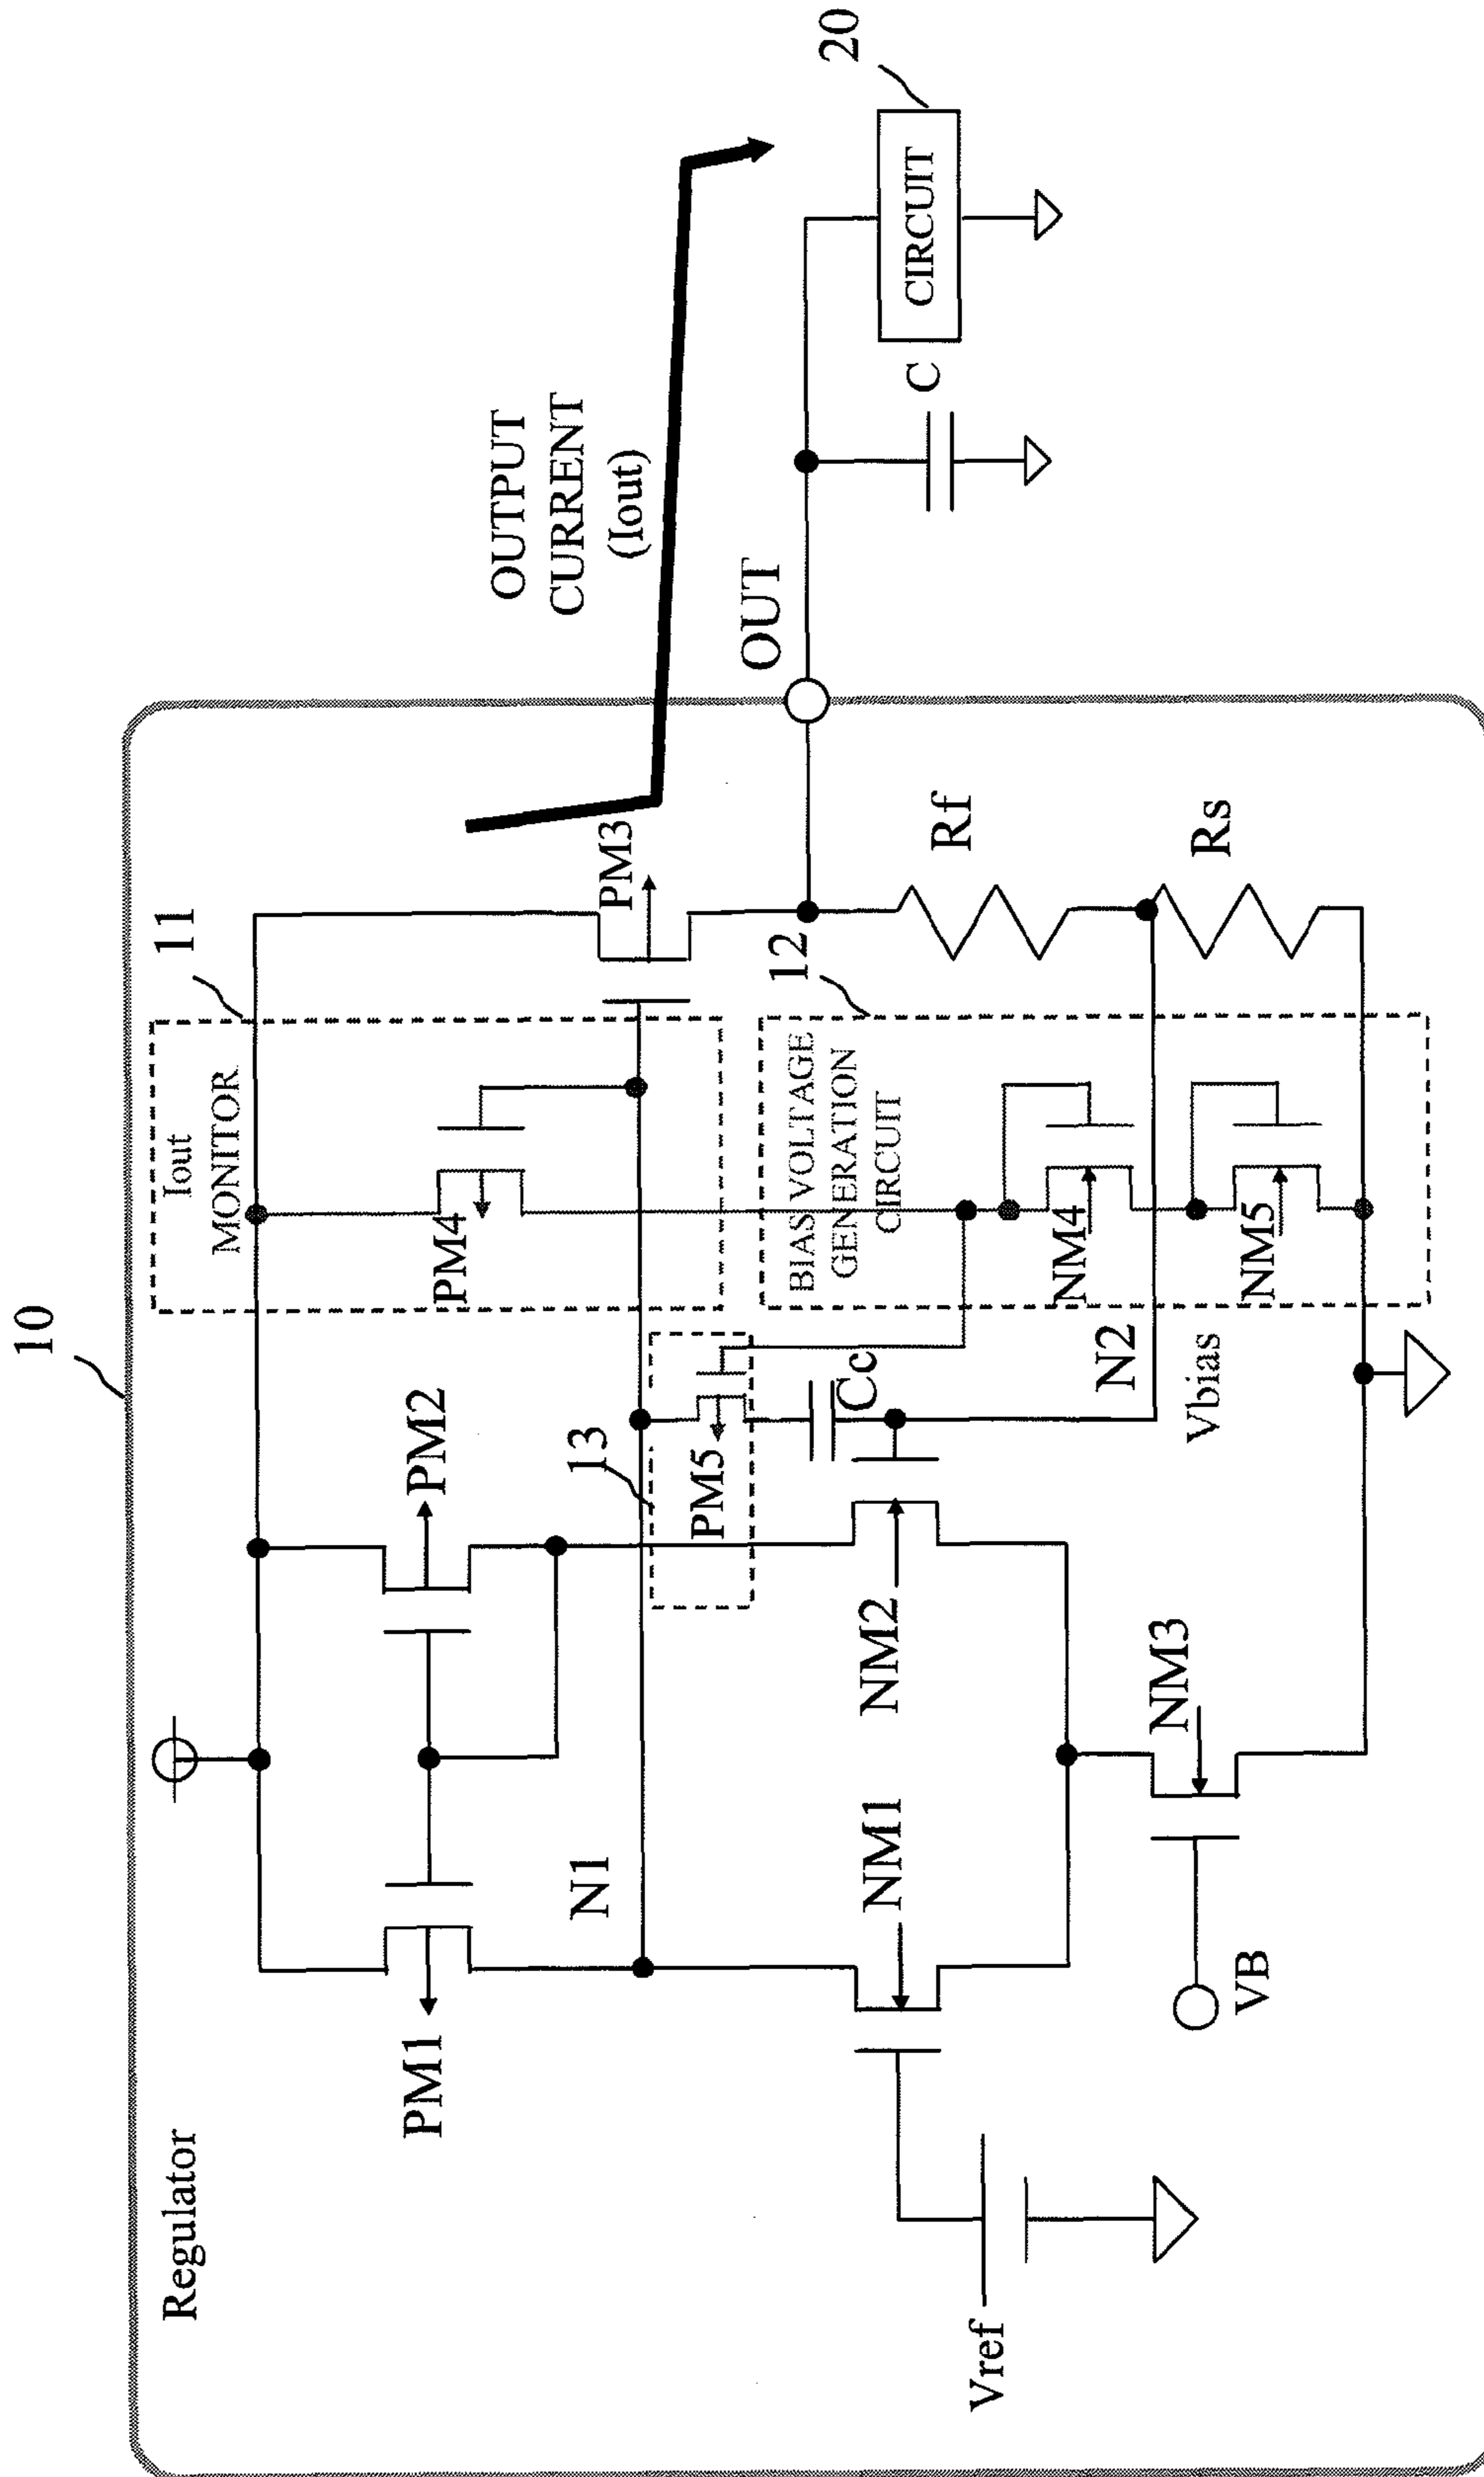 10
Regulator
Iout
MONITOR
11
PM1
PM2
PM4
PM3
OUTPUT
CURRENT
(Iout)
N1
13
PM5
Cc
12
BIAS VOLTAGE
GENERATION
CIRCUIT
OUT
20
CIRCUIT
C
NM1
NM2
NM4
Rf
N2
Vref
VB
NM3
Vbias
NM5
Rs